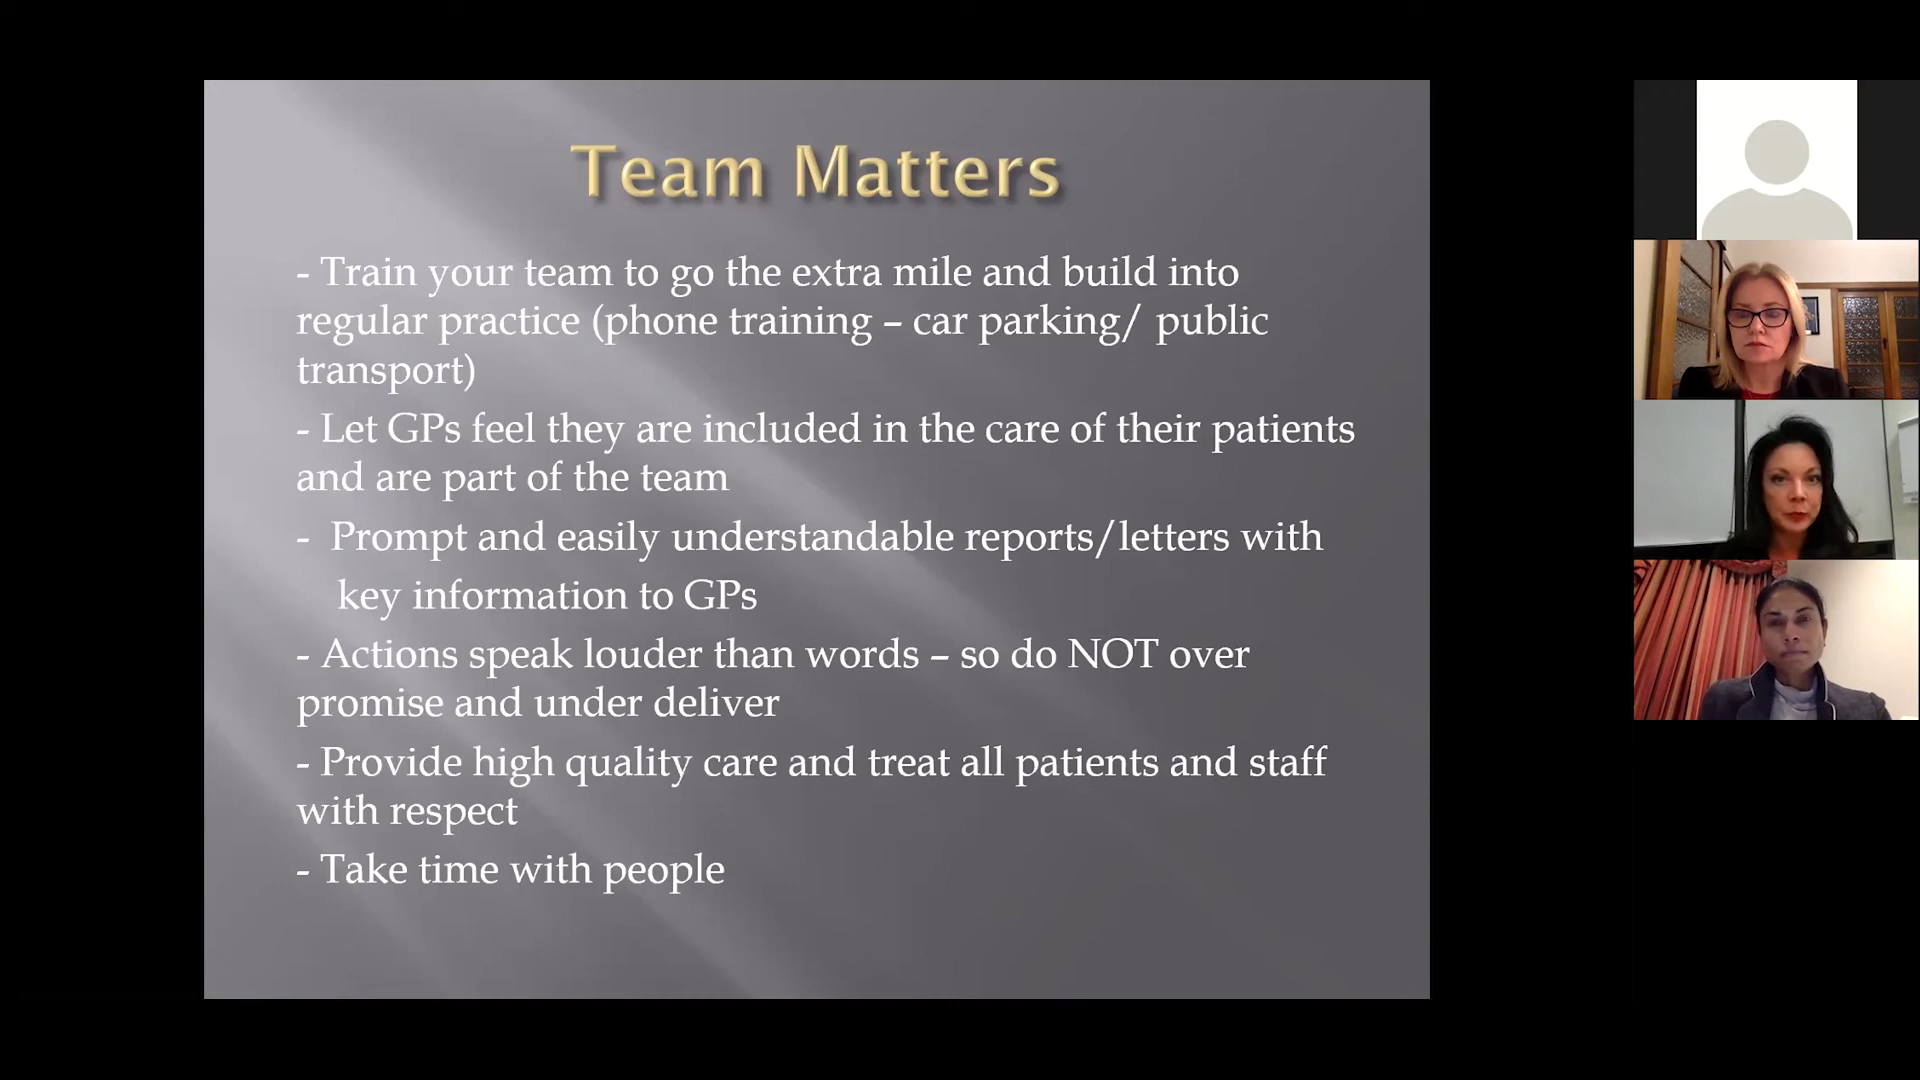 Team Matters
- Train your team to go the extra mile and build into
regular practice (phone training – car parking/ public
transport)
- Let GPs feel they are included in the care of their patients
and are part of the team
- Prompt and easily understandable reports/letters with
key information to GPs
- Actions speak louder than words – so do NOT over
promise and under deliver
- Provide high quality care and treat all patients and staff
with respect
- Take time with people